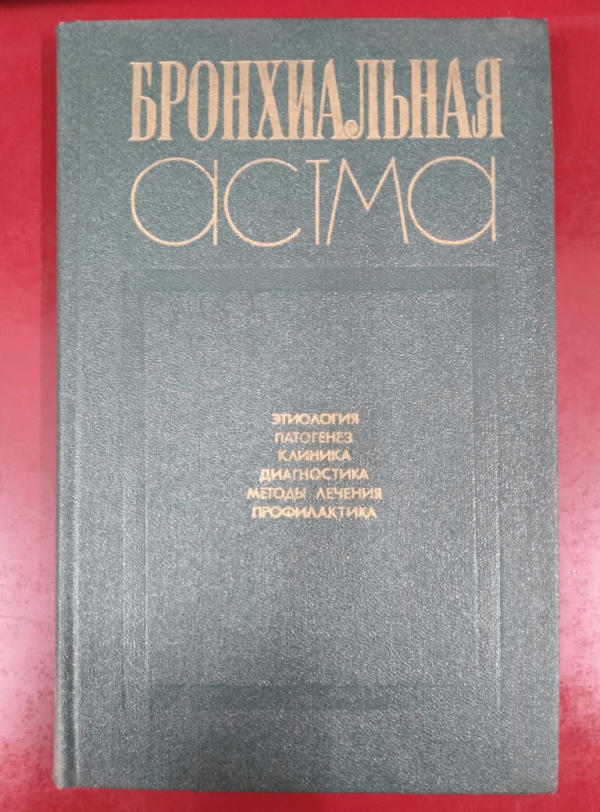 БРОНХИАЛЬНАЯ
астма
ЭТИОЛОГИЯ
ПАТОГЕНЕЗ
КЛИНИКА
ДИАГНОСТИКА
МЕТОДЫ ЛЕЧЕНИЯ
ПРОФИЛАКТИКА